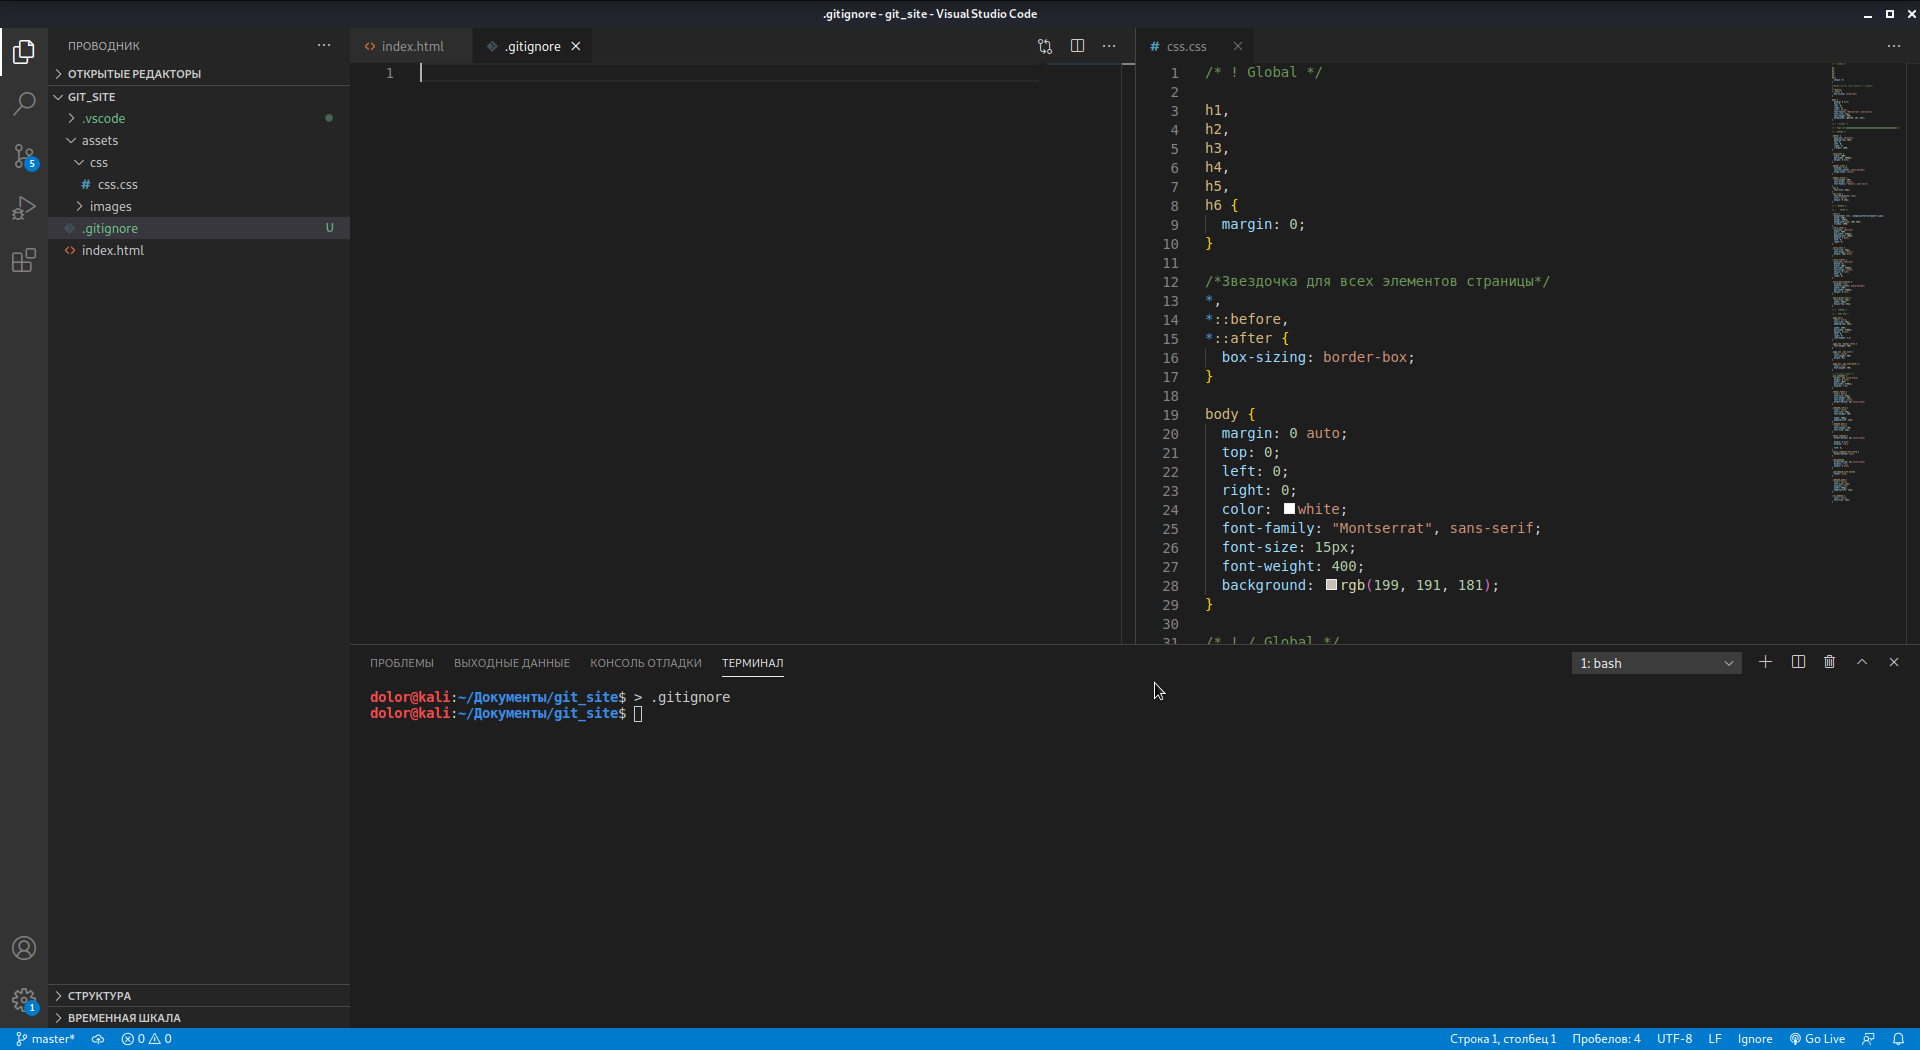 .gitignore - git_site - Visual Studio Code
ПРОВОДНИК
ОТКРЫТЫЕ РЕДАКТОРЫ
GIT_SITE
.vscode
assets
css
# css.css
images
.gitignore U
index.html
СТРУКТУРА
ВРЕМЕННАЯ ШКАЛА
5
1
index.html
.gitignore
1
# css.css
1 /* ! Global */
2
3 h1,
4 h2,
5 h3,
6 h4,
7 h5,
8 h6 {
9 margin: 0;
10 }
11
12 /*Звездочка для всех элементов страницы*/
13 *,
14 *::before,
15 *::after {
16 box-sizing: border-box;
17 }
18
19 body {
20 margin: 0 auto;
21 top: 0;
22 left: 0;
23 right: 0;
24 color: white;
25 font-family: "Montserrat", sans-serif;
26 font-size: 15px;
27 font-weight: 400;
28 background: rgb(199, 191, 181);
29 }
30
31 /* ! / Global */
ПРОБЛЕМЫ ВЫХОДНЫЕ ДАННЫЕ КОНСОЛЬ ОТЛАДКИ ТЕРМИНАЛ 1: bash
dolor@kali:~/Документы/git_site$ > .gitignore
dolor@kali:~/Документы/git_site$
master* 0 0 Строка 1, столбец 1 Пробелов: 4 UTF-8 LF Ignore Go Live